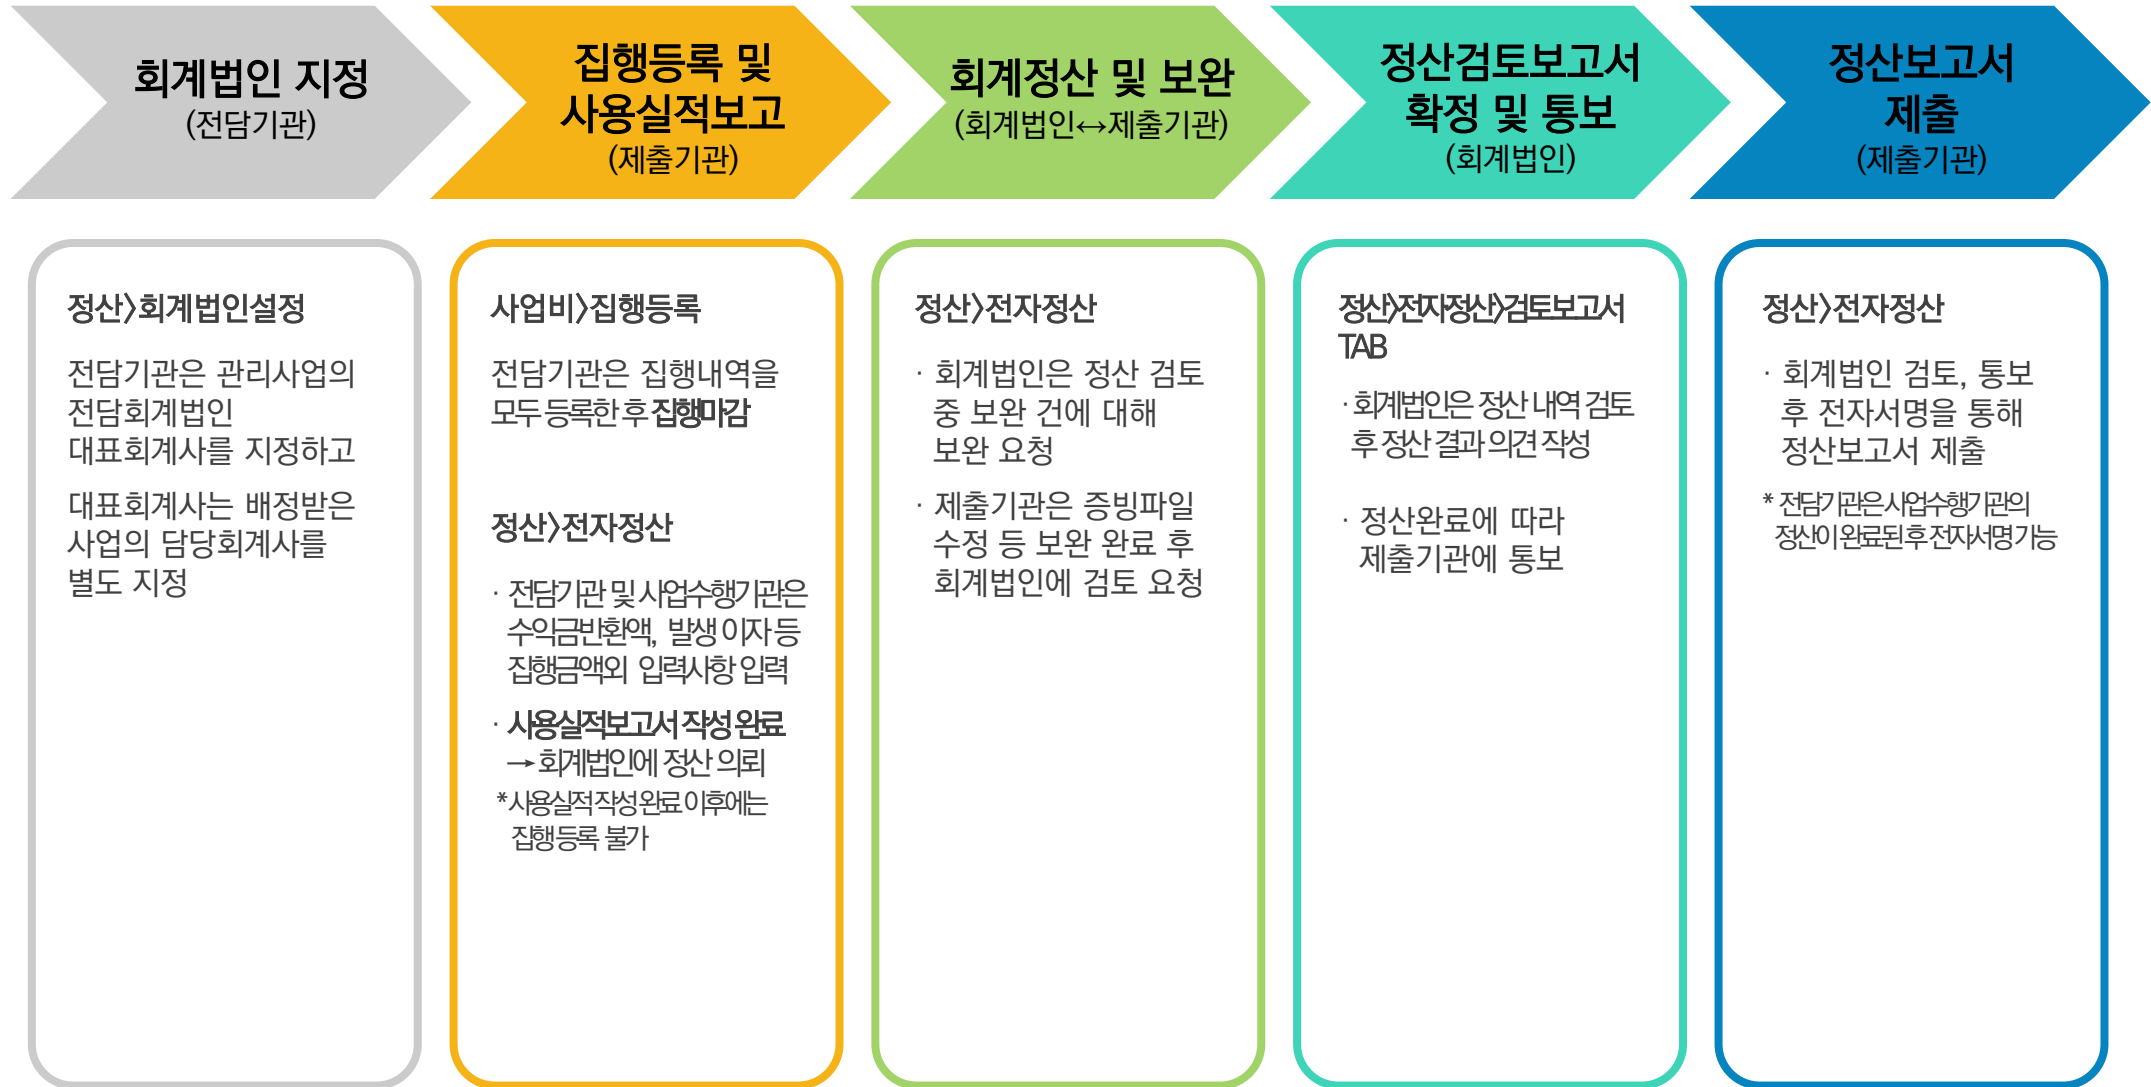 회계법인 지정
(전담기관)
집행등록 및
사용실적보고
(제출기관)
회계정산 및 보완
(회계법인↔제출기관)
정산검토보고서
확정 및 통보
(회계법인)
정산보고서
제출
(제출기관)
정산〉회계법인설정
전담기관은 관리사업의
전담회계법인
대표회계사를 지정하고
대표회계사는 배정받은
사업의 담당회계사를
별도 지정
사업비〉집행등록
전담기관은 집행내역을
모두 등록한 후 집행마감
정산〉전자정산
· 전담기관 및 사업수행기관은
수익금반환액, 발생 이자 등
집행금액외 입력사항 입력
· 사용실적보고서 작성 완료
→ 회계법인에 정산 의뢰
* 사용실적 작성 완료 이후에는
집행등록 불가
정산〉전자정산
· 회계법인은 정산 검토
중 보완 건에 대해
보완 요청
· 제출기관은 증빙파일
수정 등 보완 완료 후
회계법인에 검토 요청
정산〉전자정산〉검토보고서
TAB
· 회계법인은 정산 내역 검토
후 정산 결과 의견 작성
· 정산완료에 따라
제출기관에 통보
정산〉전자정산
· 회계법인 검토, 통보
후 전자서명을 통해
정산보고서 제출
* 전담기관은 사업수행기관의
정산이 완료된 후 전자서명 가능